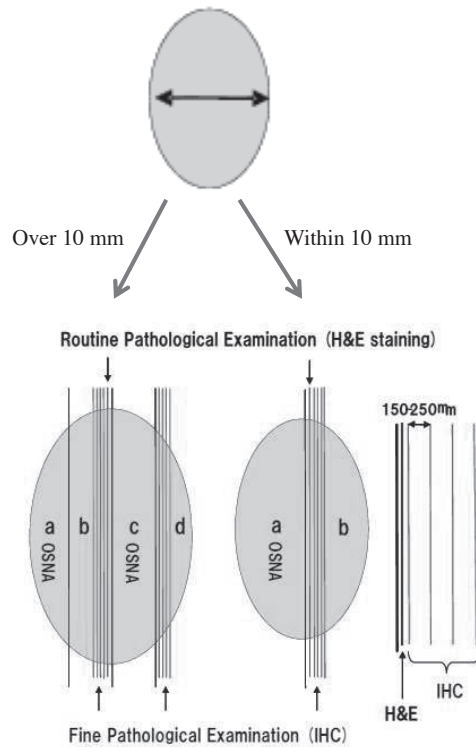 Over 10 mm
Within 10 mm
Routine Pathological Examination (H&E staining)
150-250mm
a
b
c
d
OSNA
OSNA
a
b
OSNA
IHC
H&E
Fine Pathological Examination (IHC)